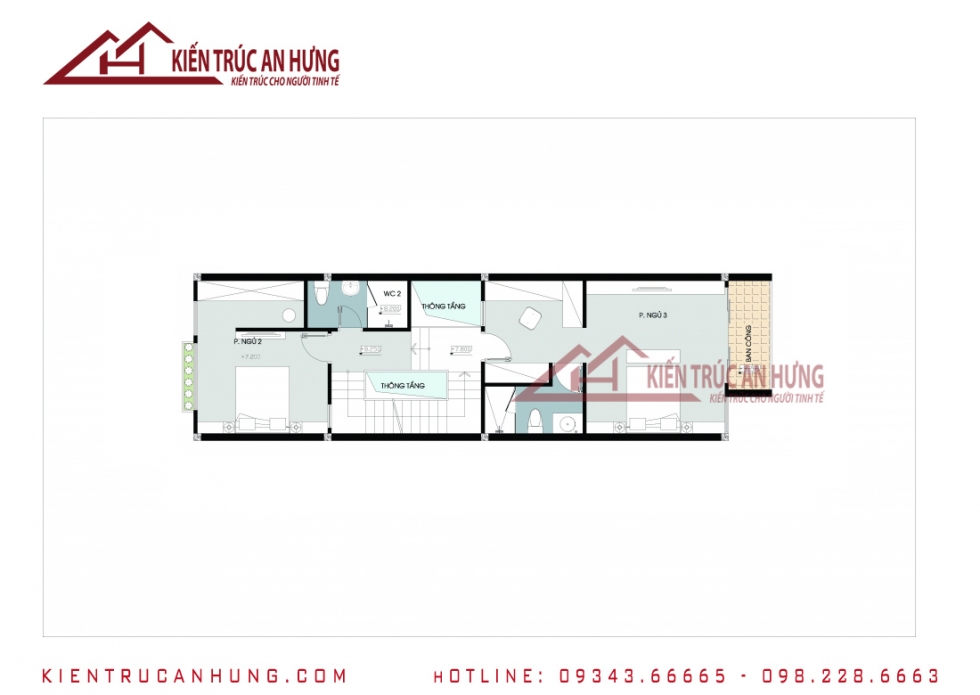 KIẾN TRÚC AN HƯNG
KIẾN TRÚC CHO NGƯỜI TINH TẾ
WC 2
THÔNG TẦNG
P. NGỦ 3
P. NGỦ 2
+7.800
BAN CÔNG
THÔNG TẦNG
KIẾN TRÚC AN HƯNG
KIẾN TRÚC CHO NGƯỜI TINH TẾ
KIENTRUCANHUNG.COM
HOTLINE: 09343.66665 - 098.228.6663